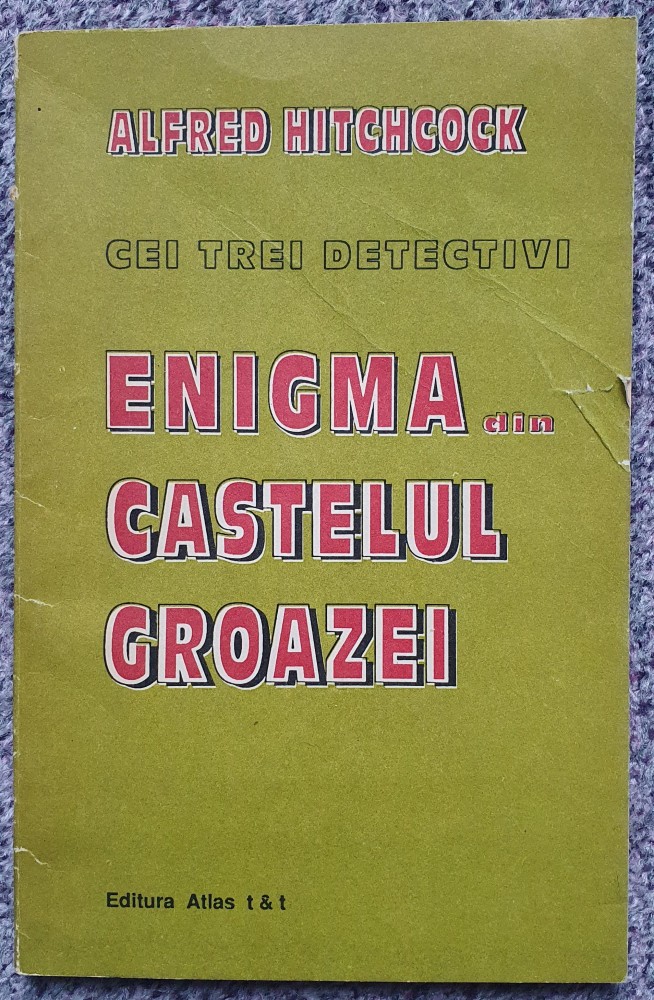 ALFRED HITCHCOCK
CEI TREI DETECTIVI
ENIGMA din
CASTELUL
GROAZEI
Editura Atlas t & t